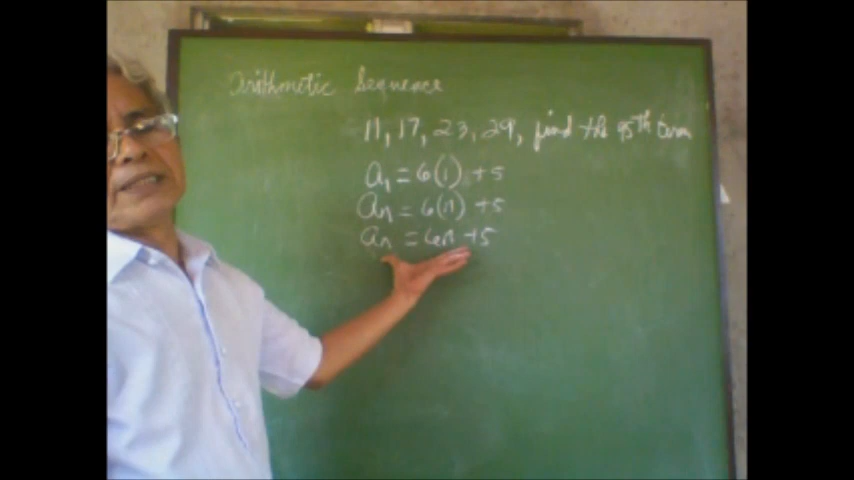 Arithmetic Sequence
11, 17, 23, 29, find the 95th term
a₁ = 6(1) + 5
aₙ = 6(n) + 5
aₙ = 6n + 5